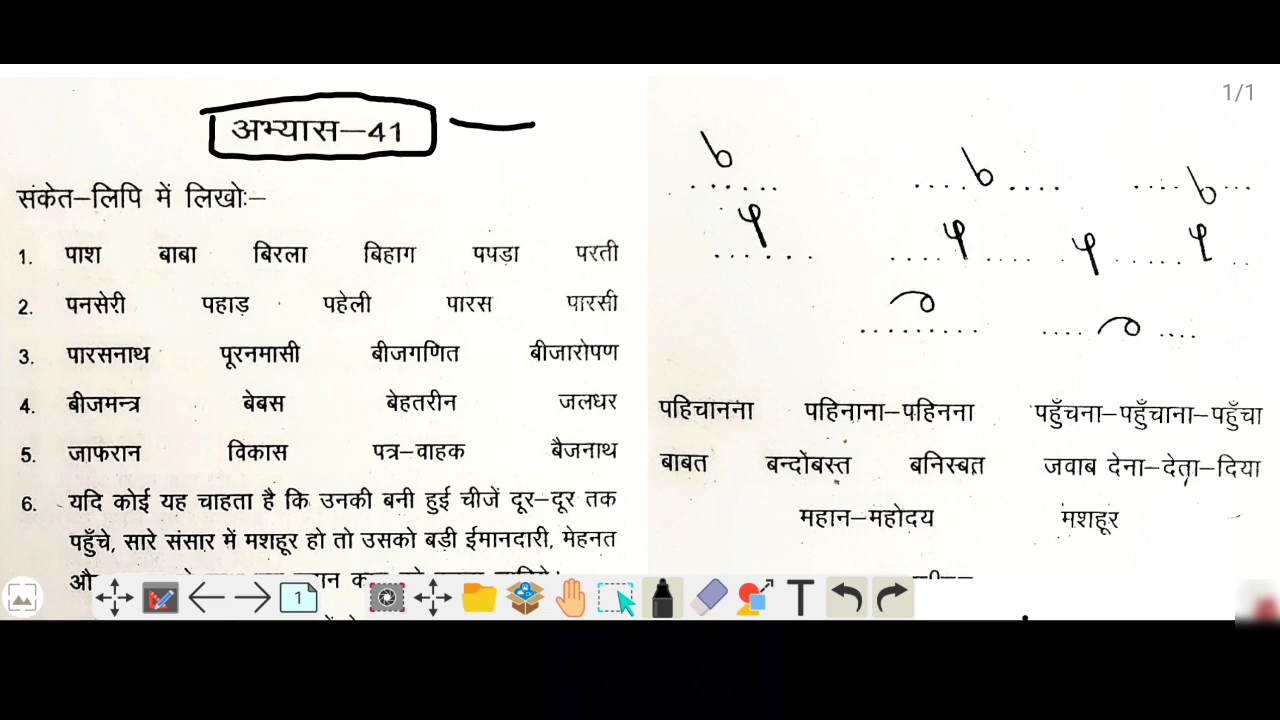 1/1
अभ्यास–41
संकेत–लिपि में लिखोः–
1. पाश बाबा बिरला बिहाग पपड़ा परती
2. पनसेरी पहाड़ पहेली पारस पारसी
3. पारसनाथ पूरनमासी बीजगणित बीजारोपण
4. बीजमन्त्र बेबस बेहतरीन जलधर
5. जाफरान विकास पत्र–वाहक बैजनाथ
6. यदि कोई यह चाहता है कि उनकी बनी हुई चीजें दूर–दूर तक
पहुँचे, सारे संसार में मशहूर हो तो उसको बड़ी ईमानदारी, मेहनत
पहिचानना पहिनाना–पहिनना पहुँचना–पहुँचाना–पहुँचा
बाबत बन्दोबस्त बनिस्बत जवाब देना–देता–दिया
महान–महोदय मशहूर
1
T